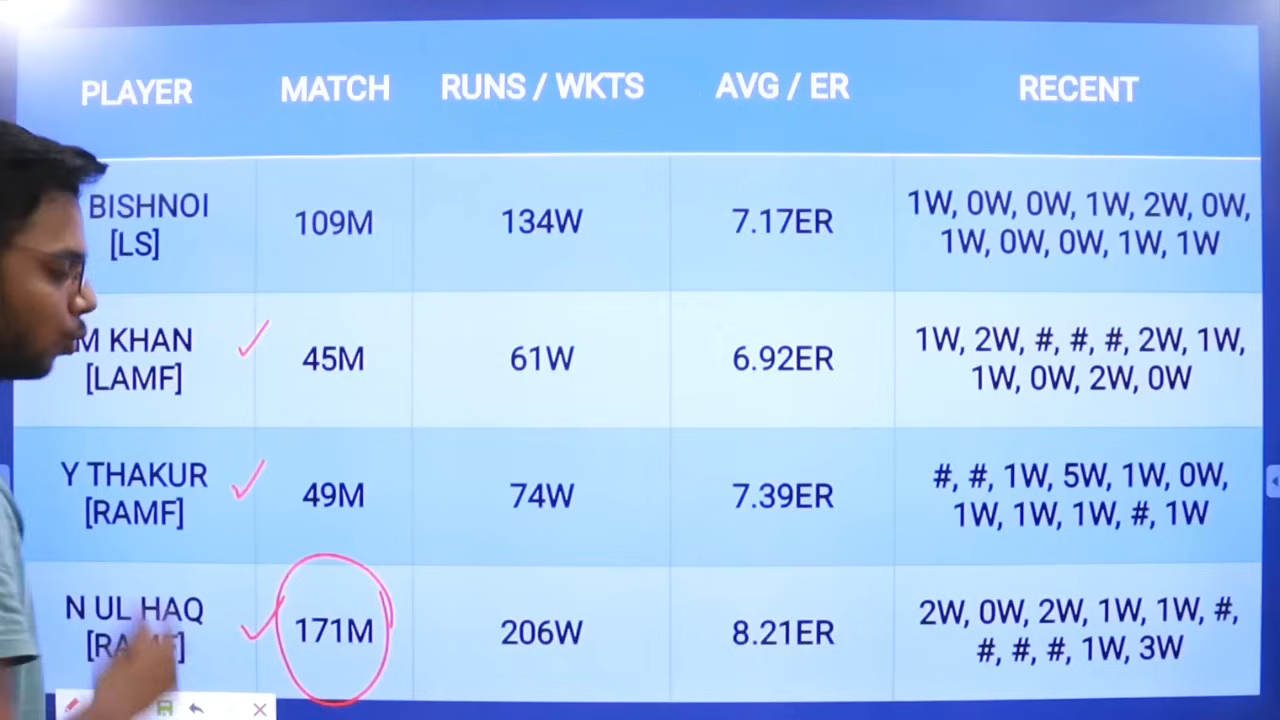 PLAYER MATCH RUNS / WKTS AVG / ER RECENT
BISHNOI
[LS]
109M 134W 7.17ER
1W, 0W, 0W, 1W, 2W, 0W,
1W, 0W, 0W, 1W, 1W
M KHAN
[LAMF]
45M 61W 6.92ER
1W, 2W, #, #, #, 2W, 1W,
1W, 0W, 2W, 0W
Y THAKUR
[RAMF]
49M 74W 7.39ER
#, #, 1W, 5W, 1W, 0W,
1W, 1W, 1W, #, 1W
N UL HAQ
171M 206W 8.21ER
2W, 0W, 2W, 1W, 1W, #,
#, #, #, 1W, 3W